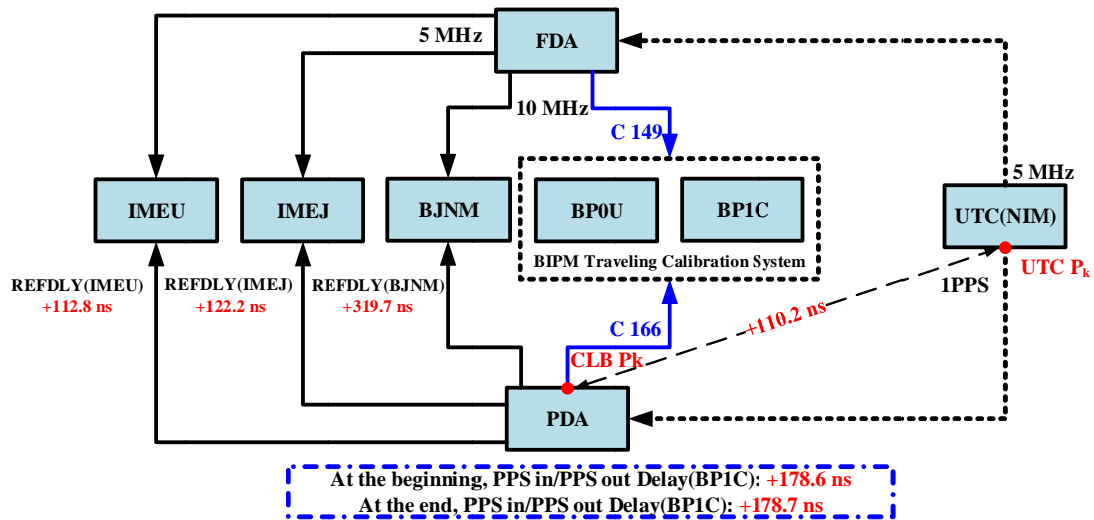 FDA
5 MHz
10 MHz
C 149
5 MHz
IMEU
IMEJ
BJNM
BP0U
BP1C
UTC(NIM)
BIPM Traveling Calibration System
UTC Pk
1PPS
REFDLY(IMEU)
+112.8 ns
REFDLY(IMEJ)
+122.2 ns
REFDLY(BJNM)
+319.7 ns
+110.2 ns
C 166
CLB Pk
PDA
At the beginning, PPS in/PPS out Delay(BP1C): +178.6 ns
At the end, PPS in/PPS out Delay(BP1C): +178.7 ns